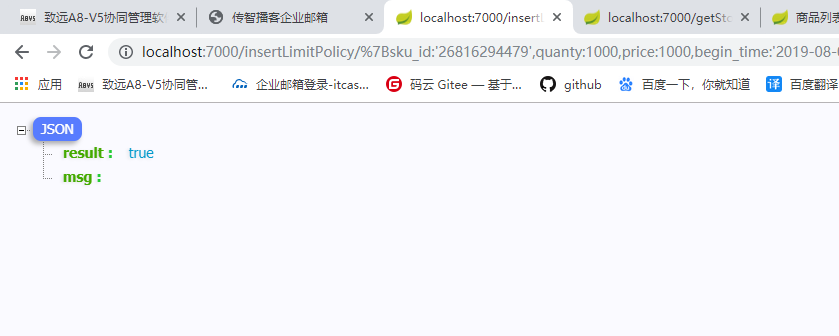 致远A8-V5协同管理软
传智播客企业邮箱
localhost:7000/insertL
localhost:7000/getSto
商品列表
localhost:7000/insertLimitPolicy/%7Bsku_id:'26816294479',quanty:1000,price:1000,begin_time:'2019-08-
应用
致远A8-V5协同管...
企业邮箱登录-itcas...
码云 Gitee — 基于...
github
百度一下，你就知道
百度翻译
JSON
result :  true
msg :